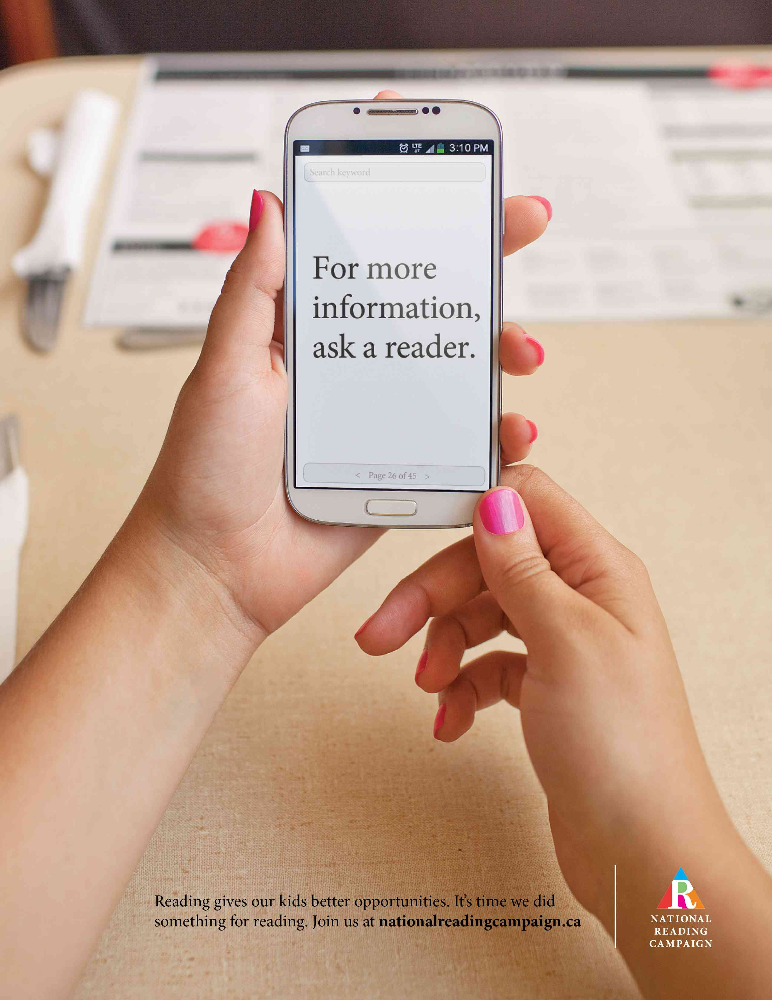 LTE
3:10 PM
Search keyword
For more
information,
ask a reader.
< Page 26 of 45 >
Reading gives our kids better opportunities. It's time we did
something for reading. Join us at nationalreadingcampaign.ca
R
NATIONAL
READING
CAMPAIGN